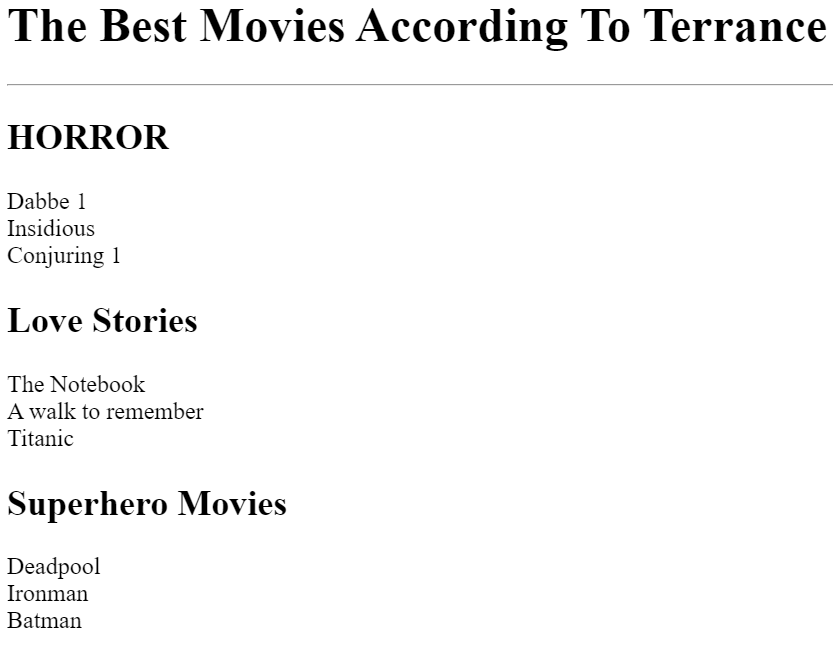 The Best Movies According To Terrance
HORROR
Dabbe 1
Insidious
Conjuring 1
Love Stories
The Notebook
A walk to remember
Titanic
Superhero Movies
Deadpool
Ironman
Batman